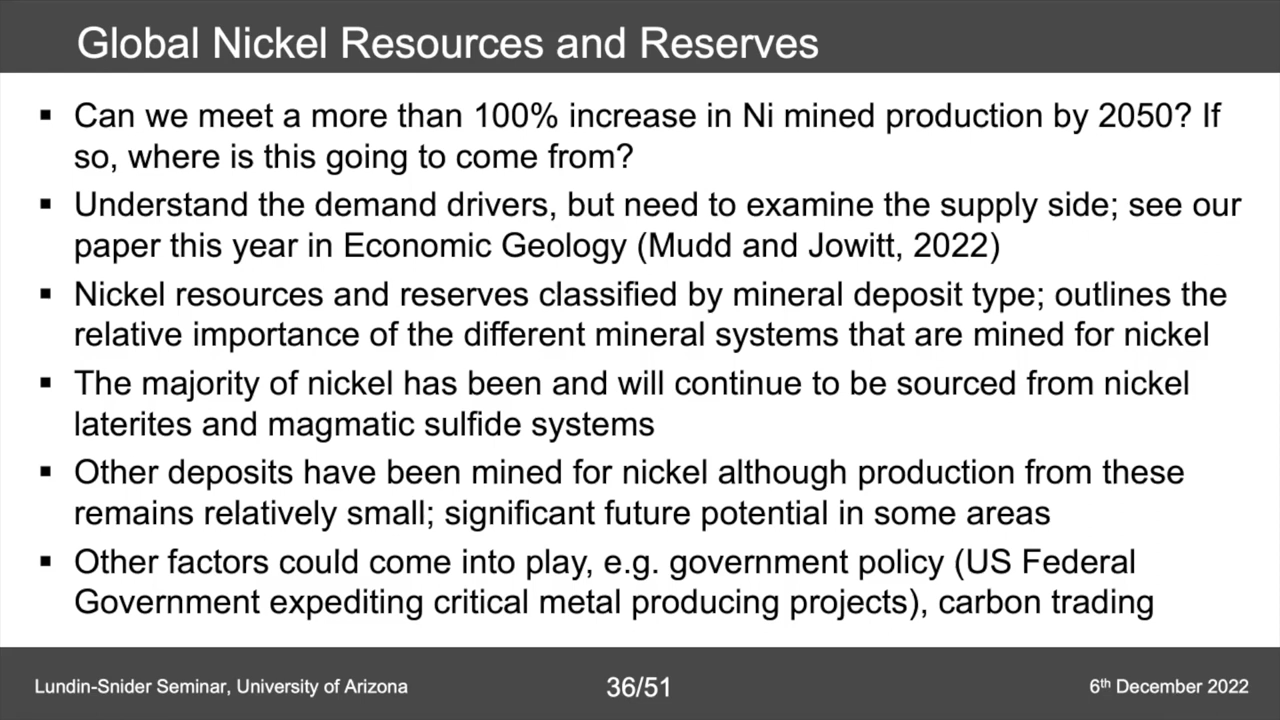 Global Nickel Resources and Reserves
▪ Can we meet a more than 100% increase in Ni mined production by 2050? If
so, where is this going to come from?
▪ Understand the demand drivers, but need to examine the supply side; see our
paper this year in Economic Geology (Mudd and Jowitt, 2022)
▪ Nickel resources and reserves classified by mineral deposit type; outlines the
relative importance of the different mineral systems that are mined for nickel
▪ The majority of nickel has been and will continue to be sourced from nickel
laterites and magmatic sulfide systems
▪ Other deposits have been mined for nickel although production from these
remains relatively small; significant future potential in some areas
▪ Other factors could come into play, e.g. government policy (US Federal
Government expediting critical metal producing projects), carbon trading
Lundin-Snider Seminar, University of Arizona
36/51
6th December 2022